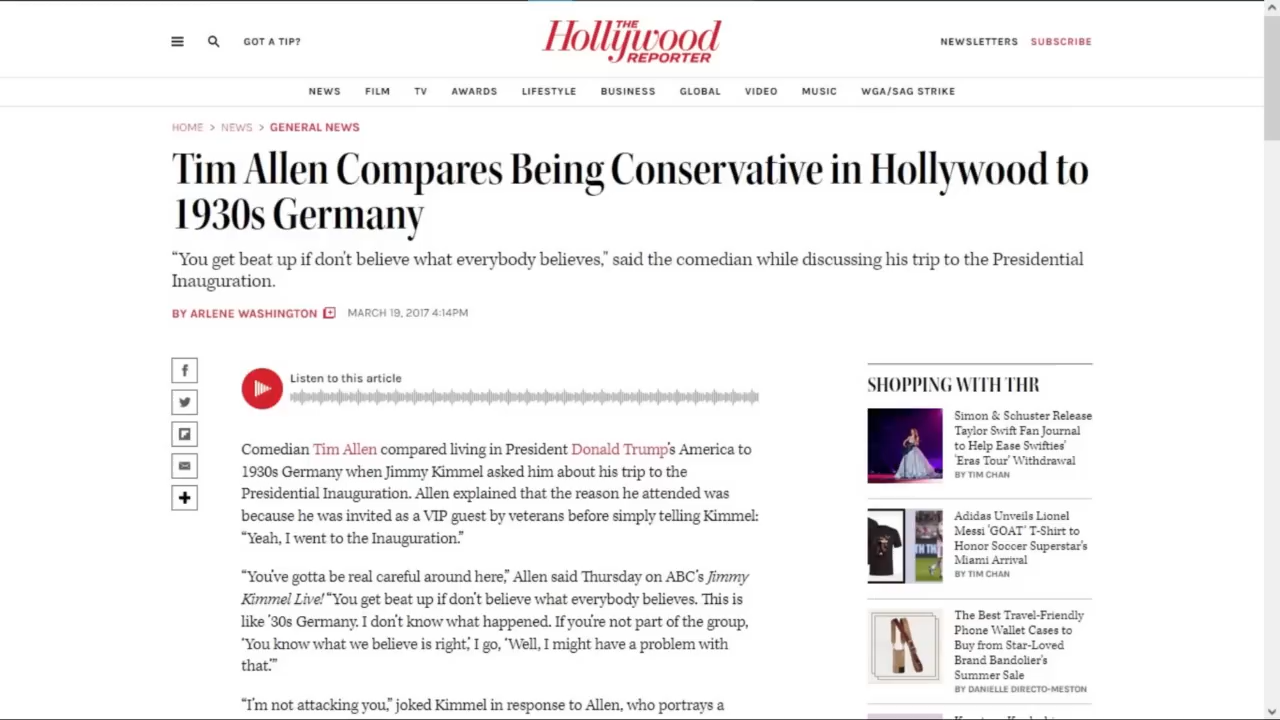 GOT A TIP?
THE
Hollywood
REPORTER
NEWSLETTERS SUBSCRIBE
NEWS FILM TV AWARDS LIFESTYLE BUSINESS GLOBAL VIDEO MUSIC WGA/SAG STRIKE
HOME > NEWS > GENERAL NEWS
Tim Allen Compares Being Conservative in Hollywood to
1930s Germany
“You get beat up if don’t believe what everybody believes,” said the comedian while discussing his trip to the Presidential
Inauguration.
BY ARLENE WASHINGTON MARCH 19, 2017 4:14PM
Listen to this article
Comedian Tim Allen compared living in President Donald Trump’s America to
1930s Germany when Jimmy Kimmel asked him about his trip to the
Presidential Inauguration. Allen explained that the reason he attended was
because he was invited as a VIP guest by veterans before simply telling Kimmel:
“Yeah, I went to the Inauguration.”
“You’ve gotta be real careful around here,” Allen said Thursday on ABC’s Jimmy
Kimmel Live! “You get beat up if don’t believe what everybody believes. This is
like ’30s Germany. I don’t know what happened. If you’re not part of the group,
‘You know what we believe is right,’ I go, ‘Well, I might have a problem with
that.’”
“I’m not attacking you,” joked Kimmel in response to Allen, who portrays a
SHOPPING WITH THR
Simon & Schuster Release
Taylor Swift Fan Journal
to Help Ease Swifties’
‘Eras Tour’ Withdrawal
BY TIM CHAN
Adidas Unveils Lionel
Messi ‘GOAT’ T-Shirt to
Honor Soccer Superstar’s
Miami Arrival
BY TIM CHAN
The Best Travel-Friendly
Phone Wallet Cases to
Buy from Star-Loved
Brand Bandolier’s
Summer Sale
BY DANIELLE DIRECTO-MESTON